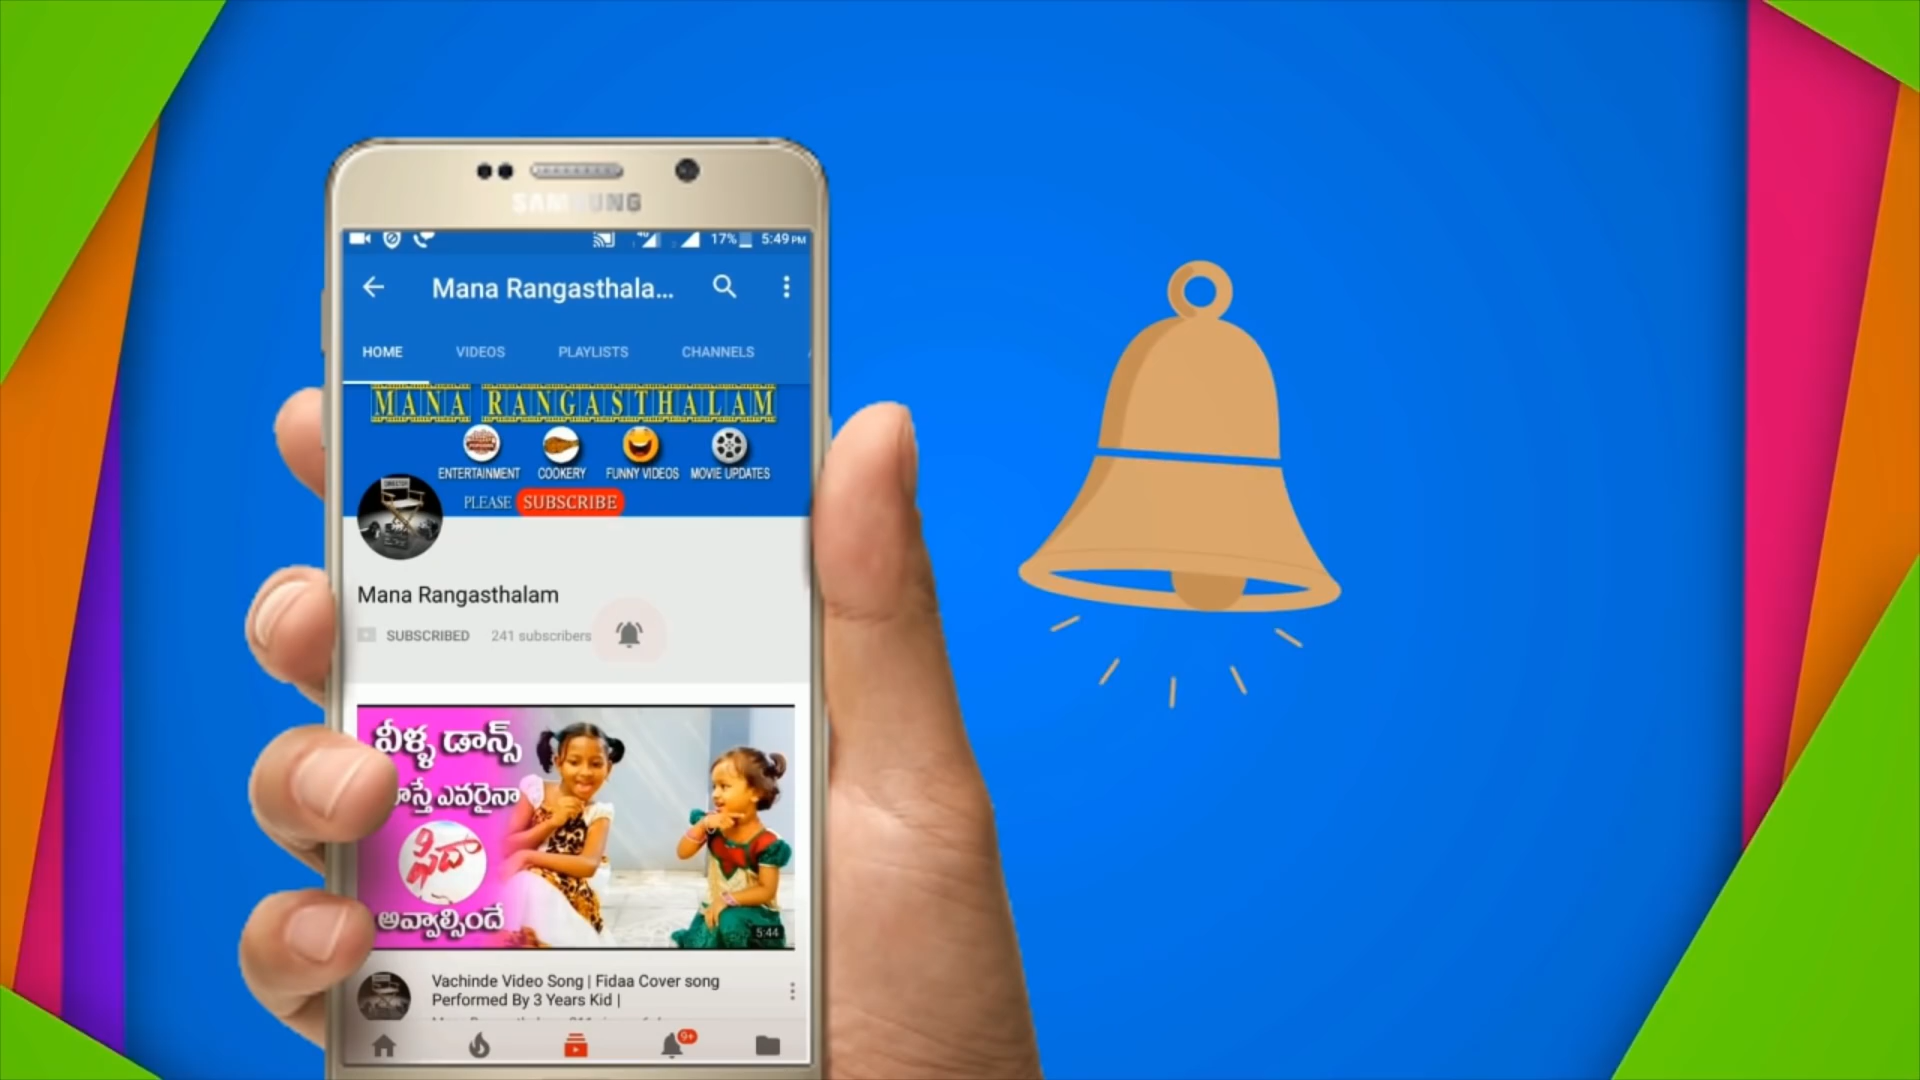 SAMSUNG
17% 5:49 PM
Mana Rangasthala...
HOME VIDEOS PLAYLISTS CHANNELS
MANA RANGASTHALAM
ENTERTAINMENT COOKERY FUNNY VIDEOS MOVIE UPDATES
PLEASE SUBSCRIBE
DIRECTOR
Mana Rangasthalam
SUBSCRIBED 241 subscribers
వీళ్ళ డాన్స్
ఎవరైనా
ఫిదా
అవ్వాల్సిందే
5:44
Vachinde Video Song | Fidaa Cover song
Performed By 3 Years Kid |
9+